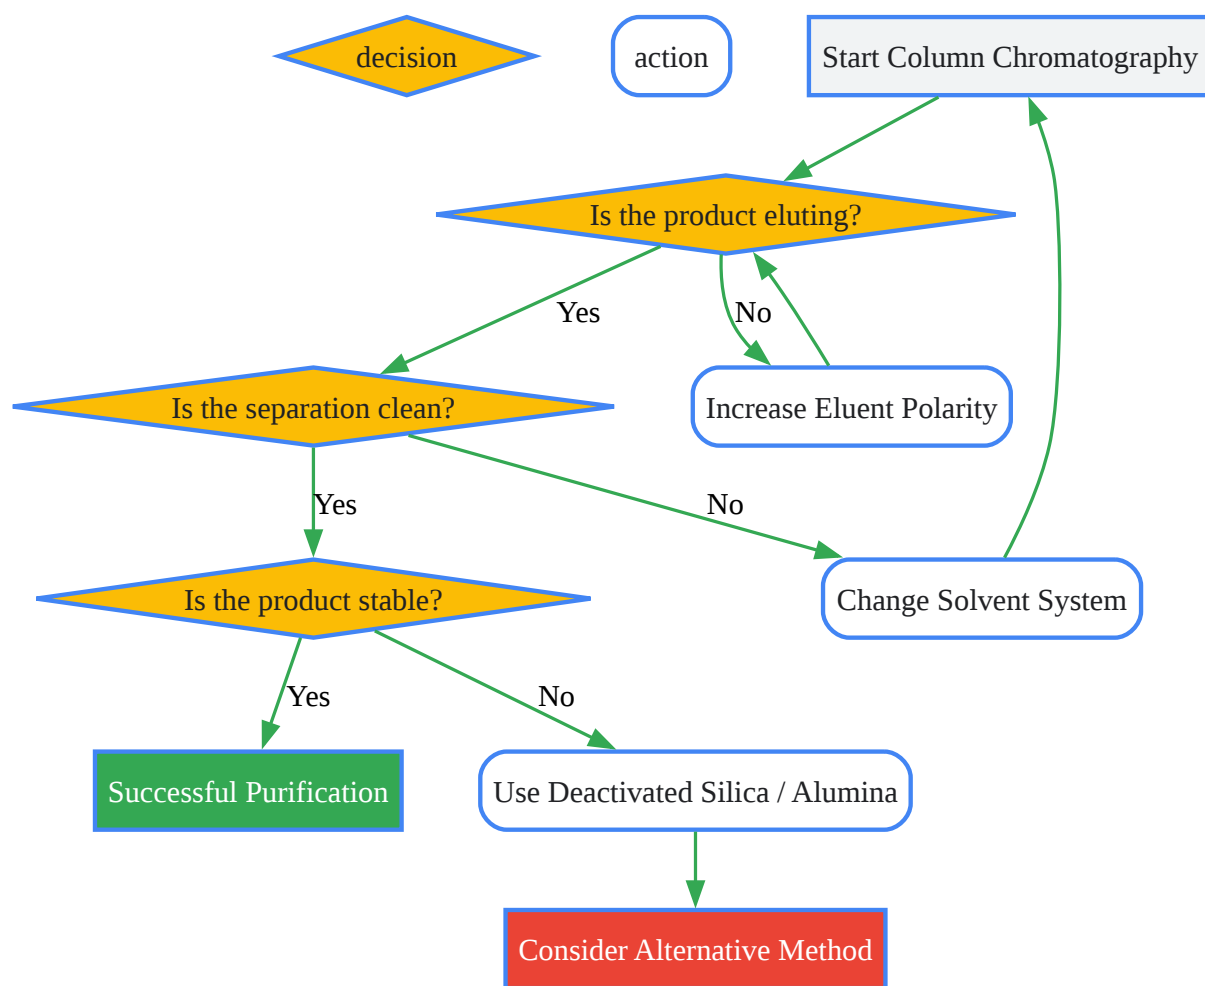 decision
action
Start Column Chromatography
Is the product eluting?
Yes
No
Is the separation clean?
Increase Eluent Polarity
Yes
No
Is the product stable?
Change Solvent System
Yes
No
Successful Purification
Use Deactivated Silica / Alumina
Consider Alternative Method